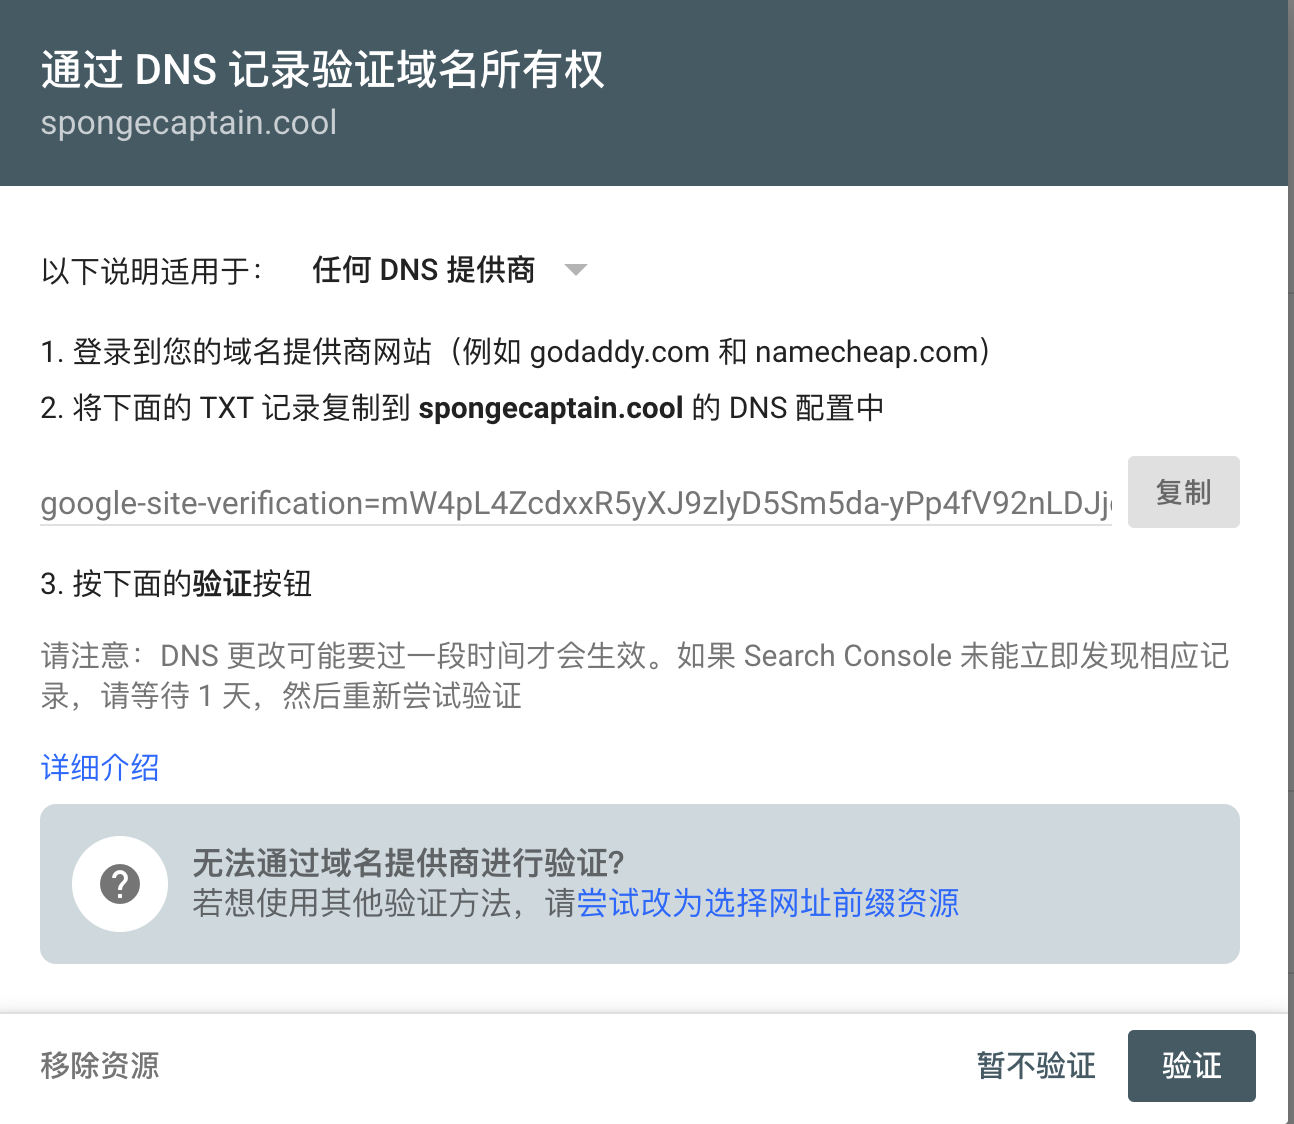 通过 DNS 记录验证域名所有权
spongecaptain.cool
以下说明适用于： 任何 DNS 提供商
1. 登录到您的域名提供商网站（例如 godaddy.com 和 namecheap.com）
2. 将下面的 TXT 记录复制到 spongecaptain.cool 的 DNS 配置中
google-site-verification=mW4pL4ZcdxxR5yXJ9zlyD5Sm5da-yPp4fV92nLDJj
复制
3. 按下面的验证按钮
请注意：DNS 更改可能要过一段时间才会生效。如果 Search Console 未能立即发现相应记
录，请等待 1 天，然后重新尝试验证
详细介绍
无法通过域名提供商进行验证?
若想使用其他验证方法，请尝试改为选择网址前缀资源
移除资源 暂不验证 验证